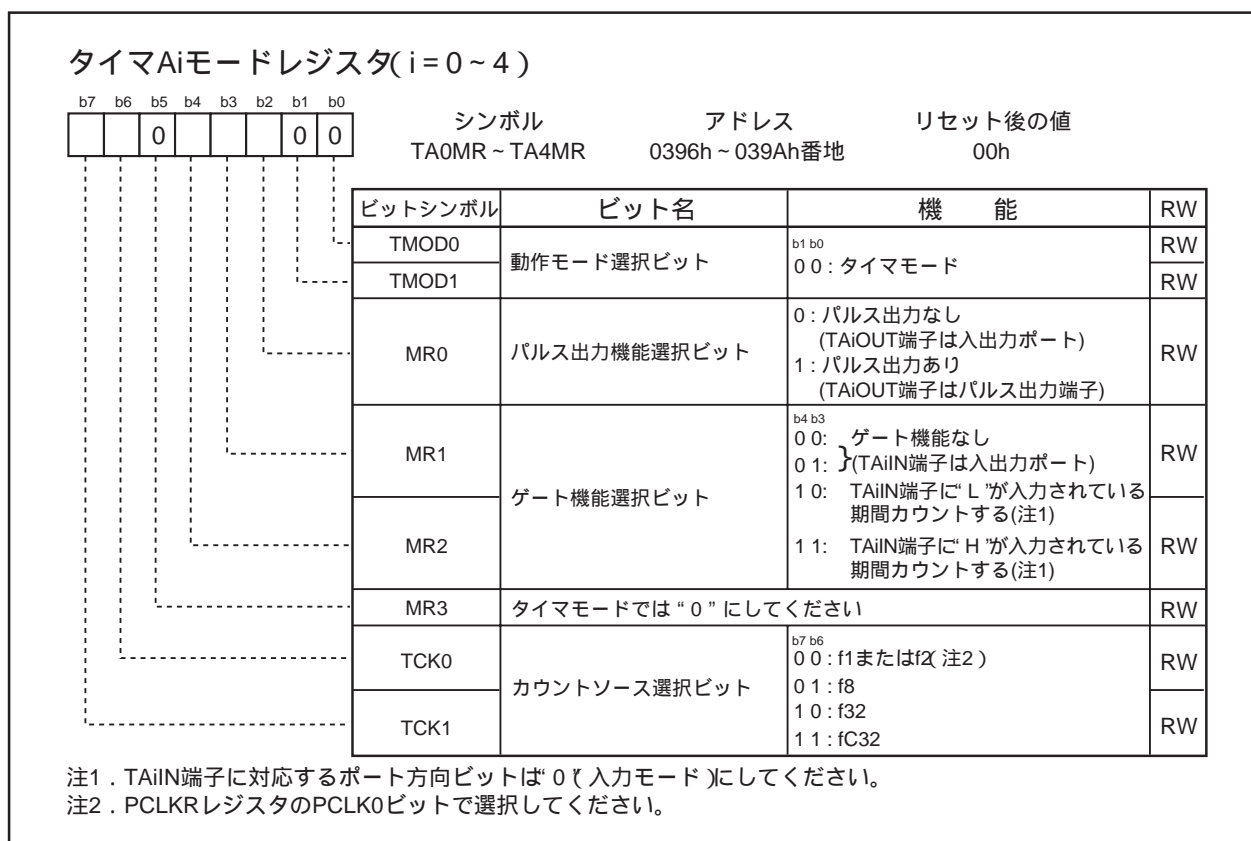 タイマAiモードレジスタ( i = 0 ~ 4 )
b7 b6 b5 b4 b3 b2 b1 b0
0 0 0
シンボル アドレス リセット後の値
TA0MR ~ TA4MR 0396h ~ 039Ah番地 00h
ビットシンボル ビット名 機 能 RW
TMOD0 動作モード選択ビット b1 b0 RW
0 0 : タイマモード
TMOD1 RW
MR0 パルス出力機能選択ビット 0 : パルス出力なし RW
(TAiOUT端子は入出力ポート)
1 : パルス出力あり
(TAiOUT端子はパルス出力端子)
MR1 ゲート機能選択ビット b4 b3 RW
0 0: ゲート機能なし
0 1: }(TAiIN端子は入出力ポート)
1 0: TAiIN端子に“ L ”が入力されている
期間カウントする(注1)
MR2 1 1: TAiIN端子に“ H ”が入力されている RW
期間カウントする(注1)
MR3 タイマモードでは “ 0 ” にしてください RW
TCK0 カウントソース選択ビット b7 b6 RW
0 0 : f1またはf2( 注2 )
0 1 : f8
TCK1 1 0 : f32 RW
1 1 : fC32
注1 . TAiIN端子に対応するポート方向ビットは“ 0 ”( 入力モード )にしてください。
注2 . PCLKRレジスタのPCLK0ビットで選択してください。